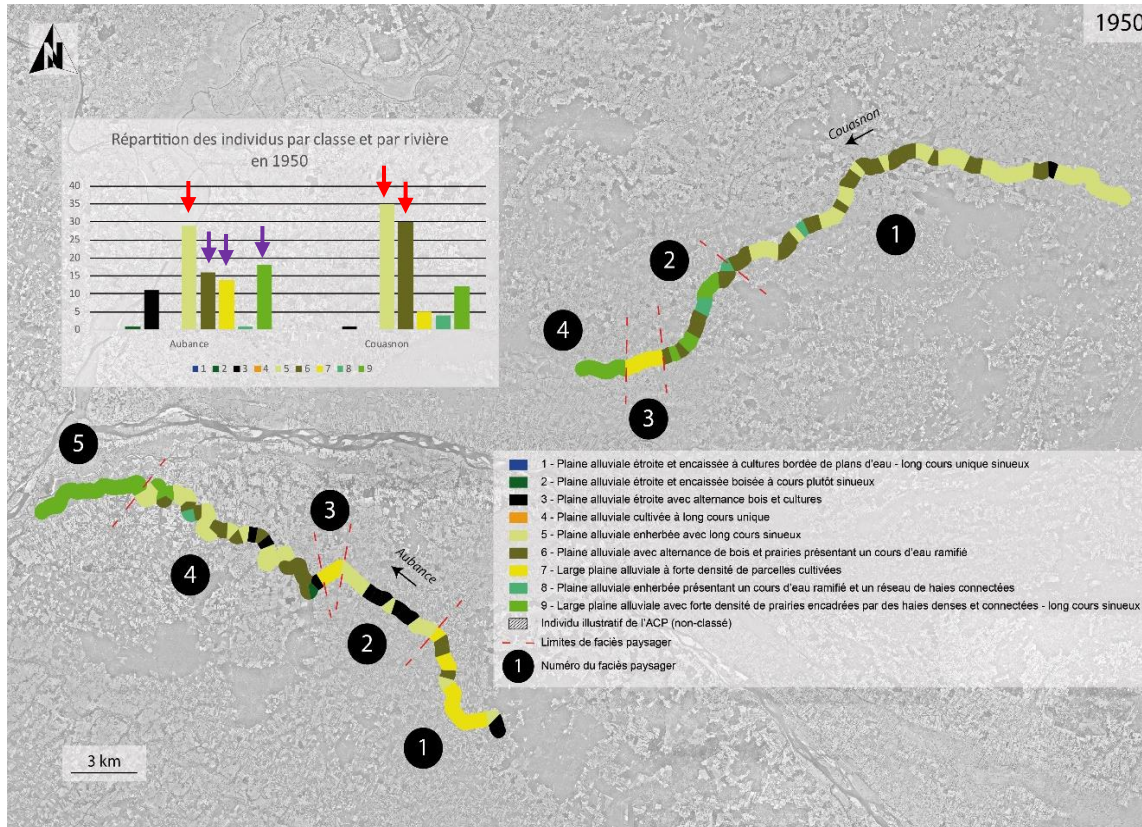 1950
N
Couasnon
Répartition des individus par classe et par rivière
en 1950
40
35
30
25
20
15
10
5
0
Aubance
Couasnon
1 2 3 4 5 6 7 8 9
1
2
3
4
5
4
3
2
1
Aubance
1 - Plaine alluviale étroite et encaissée à cultures bordée de plans d'eau - long cours unique sinueux
2 - Plaine alluviale étroite et encaissée boisée à cours plutôt sinueux
3 - Plaine alluviale étroite avec alternance bois et cultures
4 - Plaine alluviale cultivée à long cours unique
5 - Plaine alluviale enherbée avec long cours sinueux
6 - Plaine alluviale avec alternance de bois et prairies présentant un cours d'eau ramifié
7 - Large plaine alluviale à forte densité de parcelles cultivées
8 - Plaine alluviale enherbée présentant un cours d'eau ramifié et un réseau de haies connectées
9 - Large plaine alluviale avec forte densité de prairies encadrées par des haies denses et connectées - long cours sinueux
Individu illustratif de l'ACP (non-classé)
Limites de faciès paysager
1 Numéro du faciès paysager
3 km